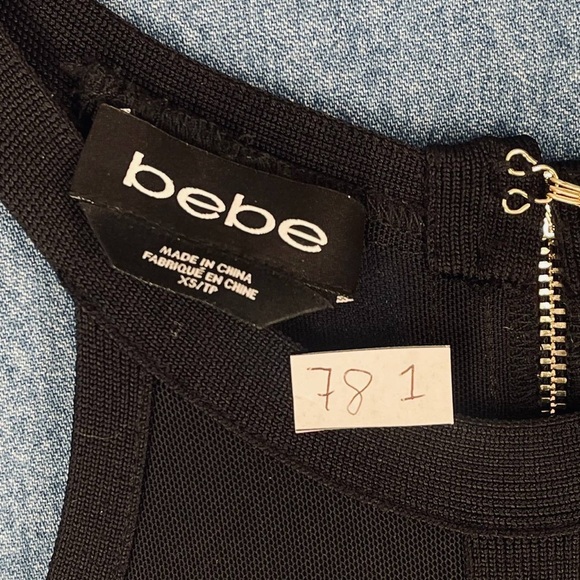 bebe
MADE IN CHINA
FABRIQUÉ EN CHINE
XS/TP
78 1